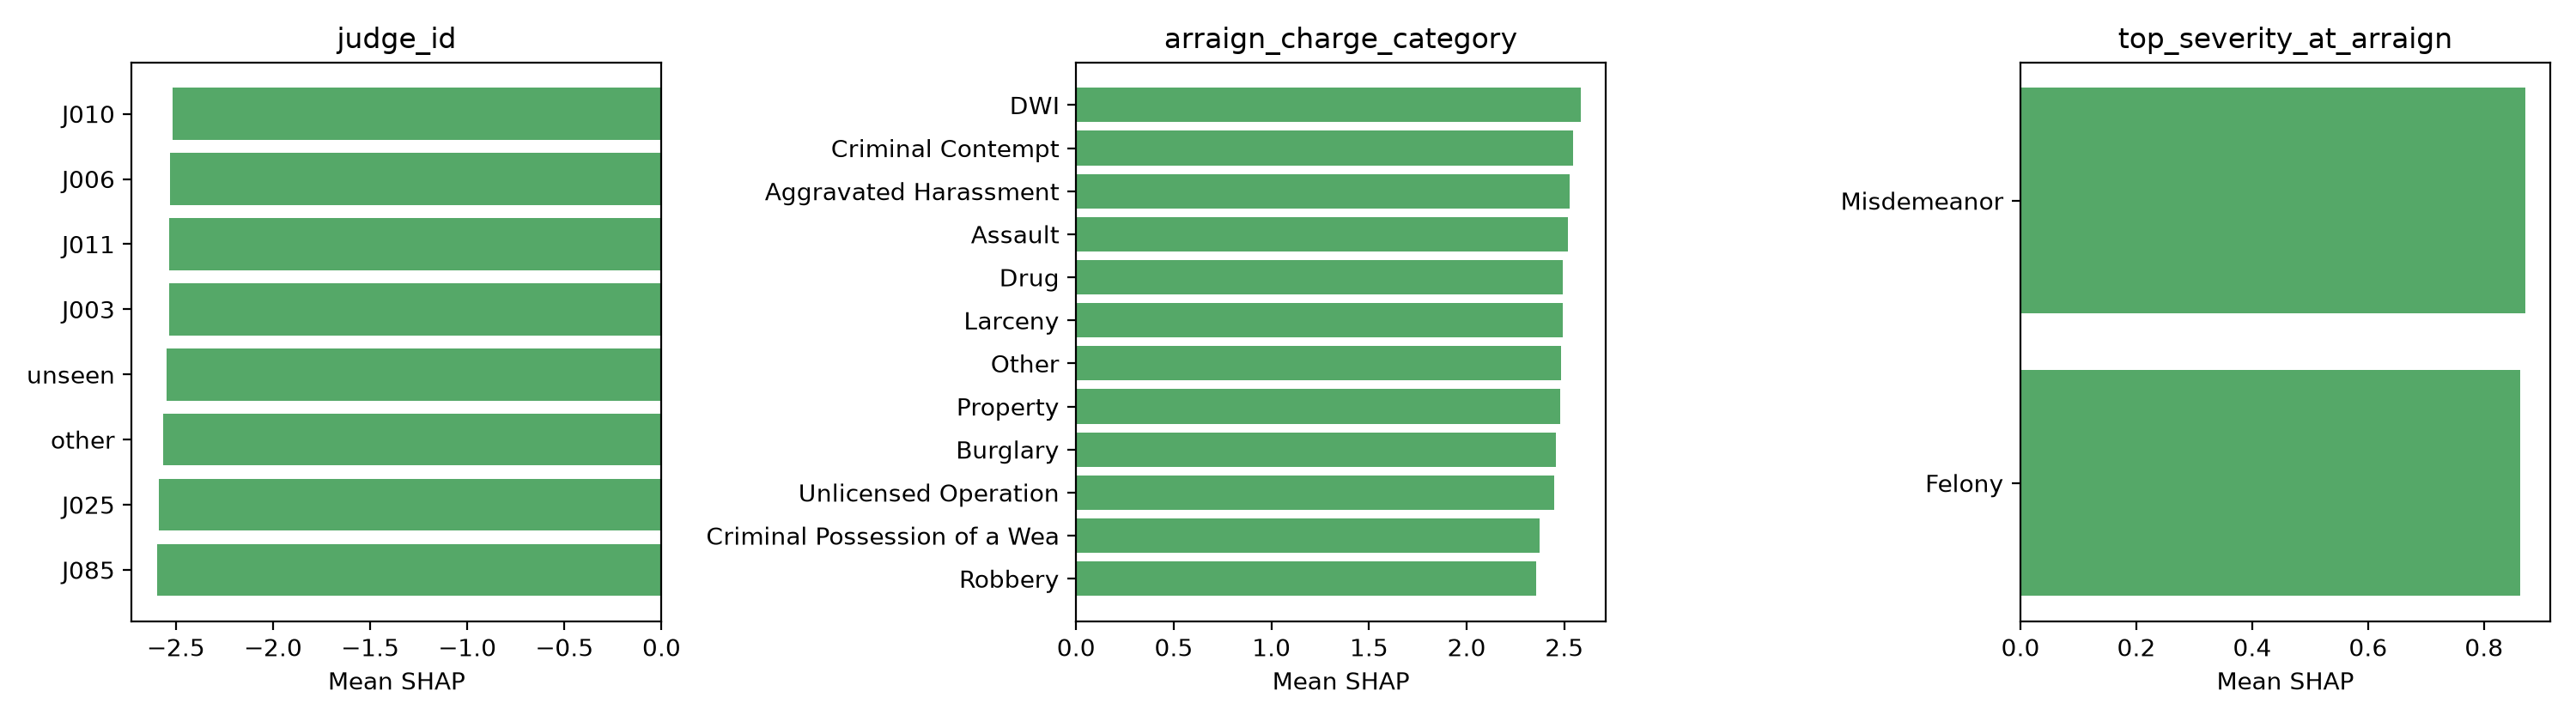 judge_id
J010
J006
J011
J003
unseen
other
J025
J085
−2.5 −2.0 −1.5 −1.0 −0.5 0.0
Mean SHAP
arraign_charge_category
DWI
Criminal Contempt
Aggravated Harassment
Assault
Drug
Larceny
Other
Property
Burglary
Unlicensed Operation
Criminal Possession of a Wea
Robbery
0.0 0.5 1.0 1.5 2.0 2.5
Mean SHAP
top_severity_at_arraign
Misdemeanor
Felony
0.0 0.2 0.4 0.6 0.8
Mean SHAP